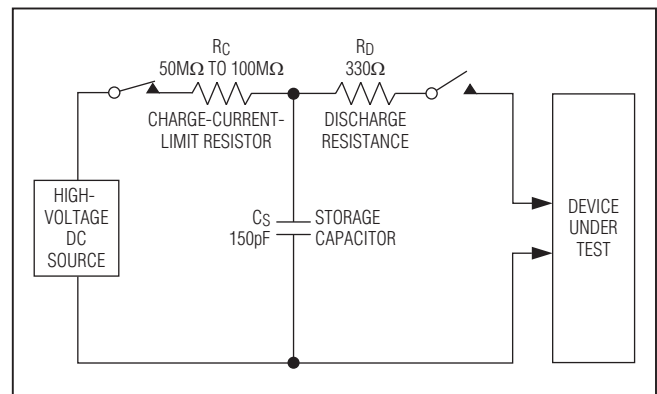 RC
50MΩ TO 100MΩ
CHARGE-CURRENT-
LIMIT RESISTOR
RD
330Ω
DISCHARGE
RESISTANCE
HIGH-
VOLTAGE
DC
SOURCE
CS
150pF
STORAGE
CAPACITOR
DEVICE
UNDER
TEST